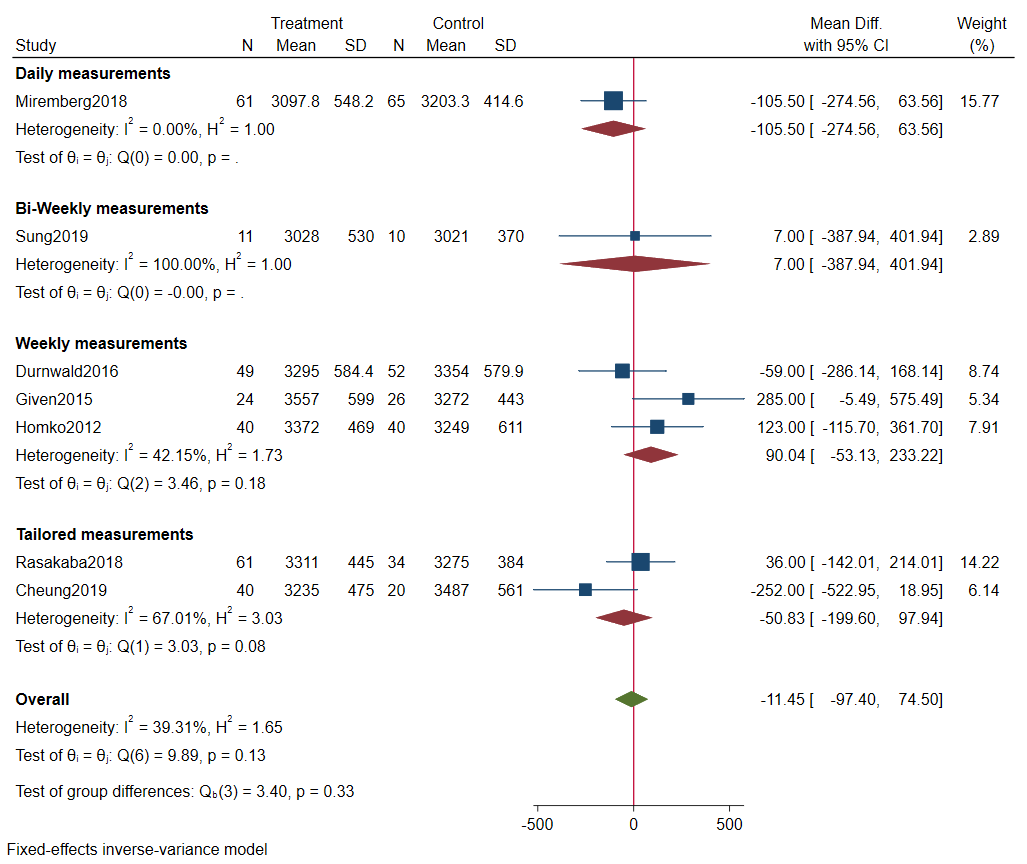 Treatment Control Mean Diff. Weight
Study N Mean SD N Mean SD with 95% CI (%)
Daily measurements
Miremberg2018 61 3097.8 548.2 65 3203.3 414.6 -105.50 [ -274.56, 63.56] 15.77
Heterogeneity: I² = 0.00%, H² = 1.00 -105.50 [ -274.56, 63.56]
Test of θᵢ = θⱼ: Q(0) = 0.00, p = .
Bi-Weekly measurements
Sung2019 11 3028 530 10 3021 370 7.00 [ -387.94, 401.94] 2.89
Heterogeneity: I² = 100.00%, H² = 1.00 7.00 [ -387.94, 401.94]
Test of θᵢ = θⱼ: Q(0) = -0.00, p = .
Weekly measurements
Durnwald2016 49 3295 584.4 52 3354 579.9 -59.00 [ -286.14, 168.14] 8.74
Given2015 24 3557 599 26 3272 443 285.00 [ -5.49, 575.49] 5.34
Homko2012 40 3372 469 40 3249 611 123.00 [ -115.70, 361.70] 7.91
Heterogeneity: I² = 42.15%, H² = 1.73 90.04 [ -53.13, 233.22]
Test of θᵢ = θⱼ: Q(2) = 3.46, p = 0.18
Tailored measurements
Rasakaba2018 61 3311 445 34 3275 384 36.00 [ -142.01, 214.01] 14.22
Cheung2019 40 3235 475 20 3487 561 -252.00 [ -522.95, 18.95] 6.14
Heterogeneity: I² = 67.01%, H² = 3.03 -50.83 [ -199.60, 97.94]
Test of θᵢ = θⱼ: Q(1) = 3.03, p = 0.08
Overall -11.45 [ -97.40, 74.50]
Heterogeneity: I² = 39.31%, H² = 1.65
Test of θᵢ = θⱼ: Q(6) = 9.89, p = 0.13
Test of group differences: Q_b(3) = 3.40, p = 0.33
-500 0 500
Fixed-effects inverse-variance model